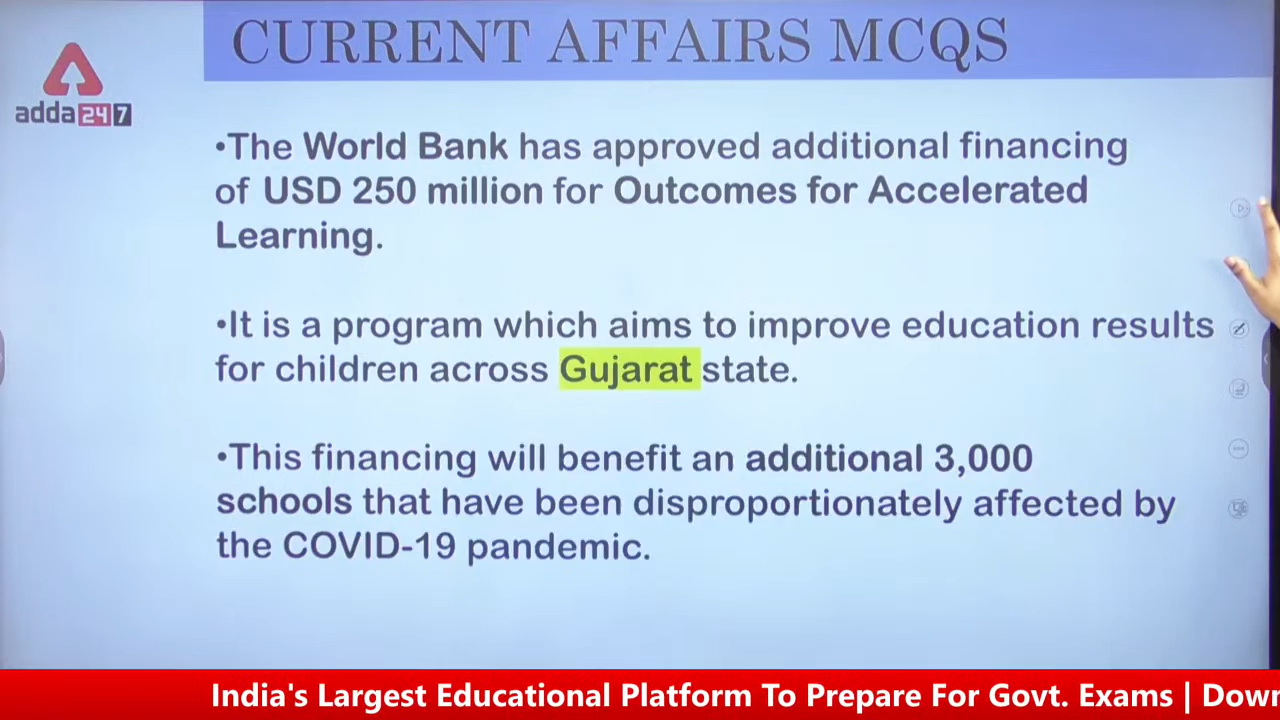 CURRENT AFFAIRS MCQS
adda247
•The World Bank has approved additional financing
of USD 250 million for Outcomes for Accelerated
Learning.
•It is a program which aims to improve education results
for children across Gujarat state.
•This financing will benefit an additional 3,000
schools that have been disproportionately affected by
the COVID-19 pandemic.
India's Largest Educational Platform To Prepare For Govt. Exams | Down